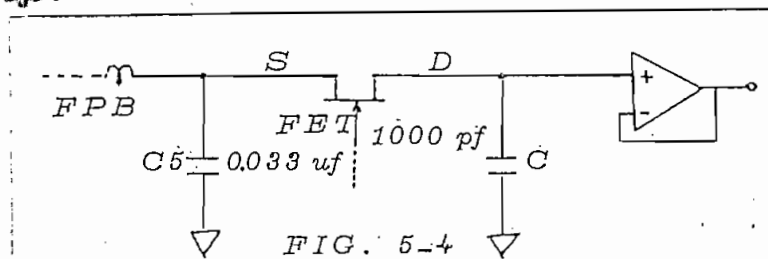 S D
+
FPB
-
FET
1000 pf
C5 0.033 uf
C
FIG. 5-4